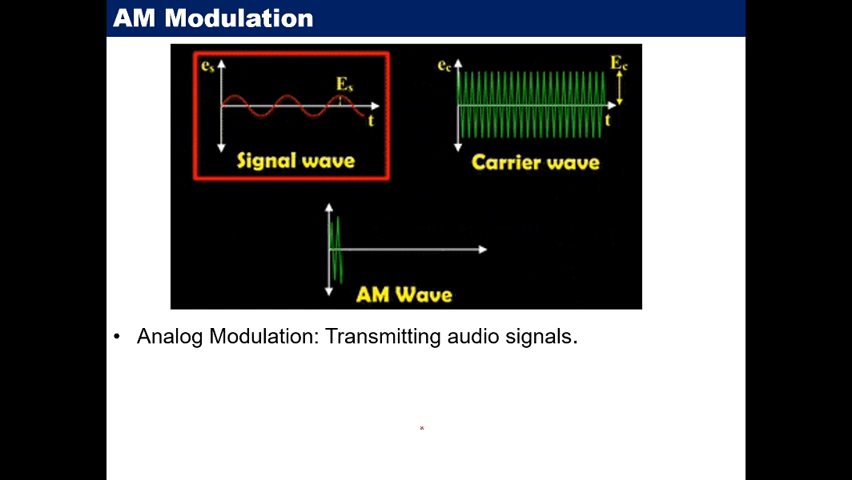 AM Modulation
es
Es
t
Signal wave
ec
Ec
t
Carrier wave
AM Wave
• Analog Modulation: Transmitting audio signals.